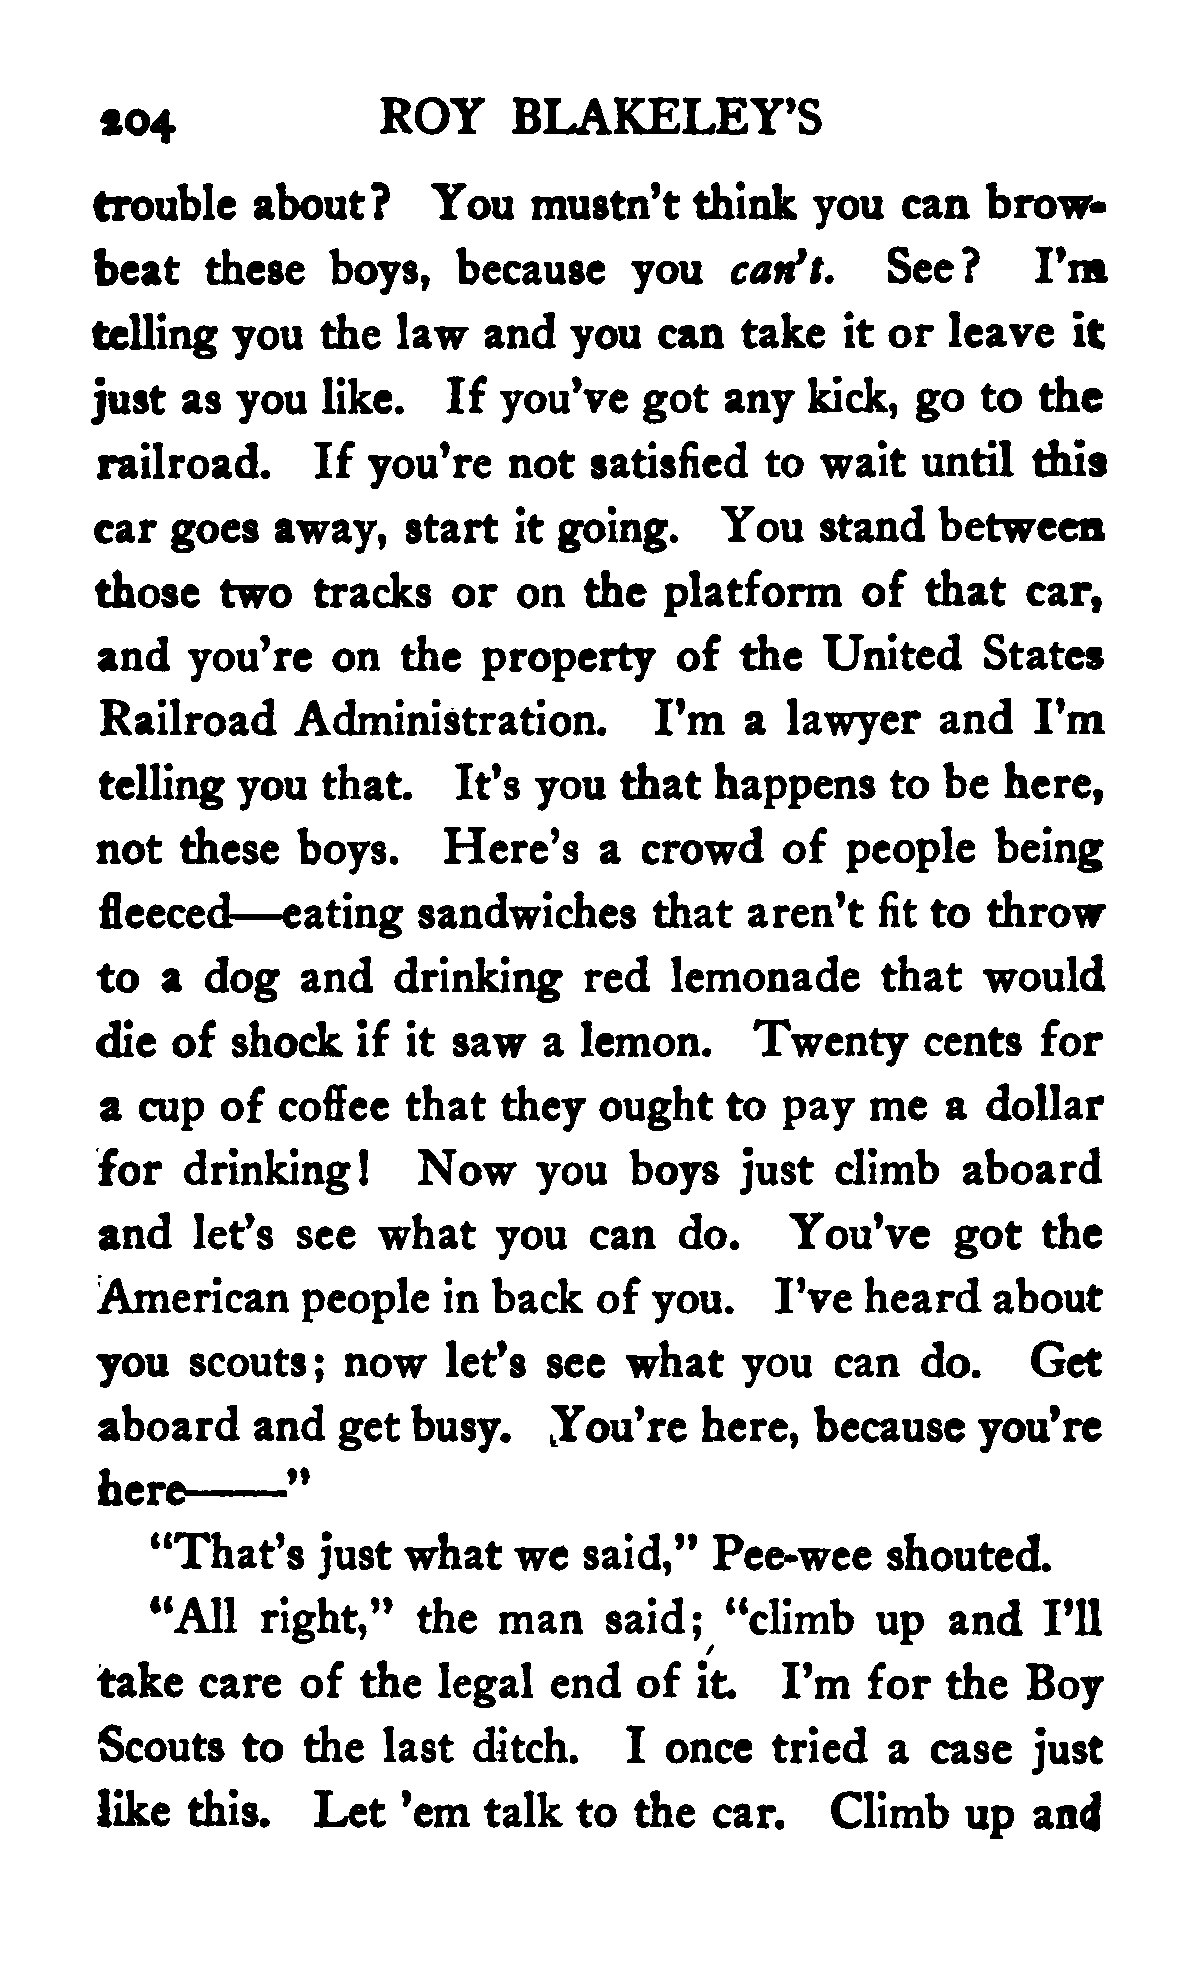 204 ROY BLAKELEY'S
trouble about? You mustn't think you can brow-
beat these boys, because you can't. See? I'm
telling you the law and you can take it or leave it
just as you like. If you've got any kick, go to the
railroad. If you're not satisfied to wait until this
car goes away, start it going. You stand between
those two tracks or on the platform of that car,
and you're on the property of the United States
Railroad Administration. I'm a lawyer and I'm
telling you that. It's you that happens to be here,
not these boys. Here's a crowd of people being
fleeced—eating sandwiches that aren't fit to throw
to a dog and drinking red lemonade that would
die of shock if it saw a lemon. Twenty cents for
a cup of coffee that they ought to pay me a dollar
for drinking! Now you boys just climb aboard
and let's see what you can do. You've got the
American people in back of you. I've heard about
you scouts; now let's see what you can do. Get
aboard and get busy. You're here, because you're
here——"
"That's just what we said," Pee-wee shouted.
"All right," the man said; "climb up and I'll
take care of the legal end of it. I'm for the Boy
Scouts to the last ditch. I once tried a case just
like this. Let 'em talk to the car. Climb up and